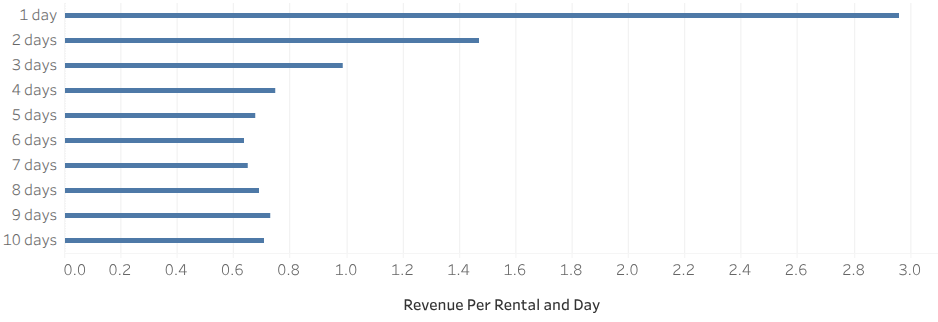 1 day
2 days
3 days
4 days
5 days
6 days
7 days
8 days
9 days
10 days
0.0 0.2 0.4 0.6 0.8 1.0 1.2 1.4 1.6 1.8 2.0 2.2 2.4 2.6 2.8 3.0
Revenue Per Rental and Day